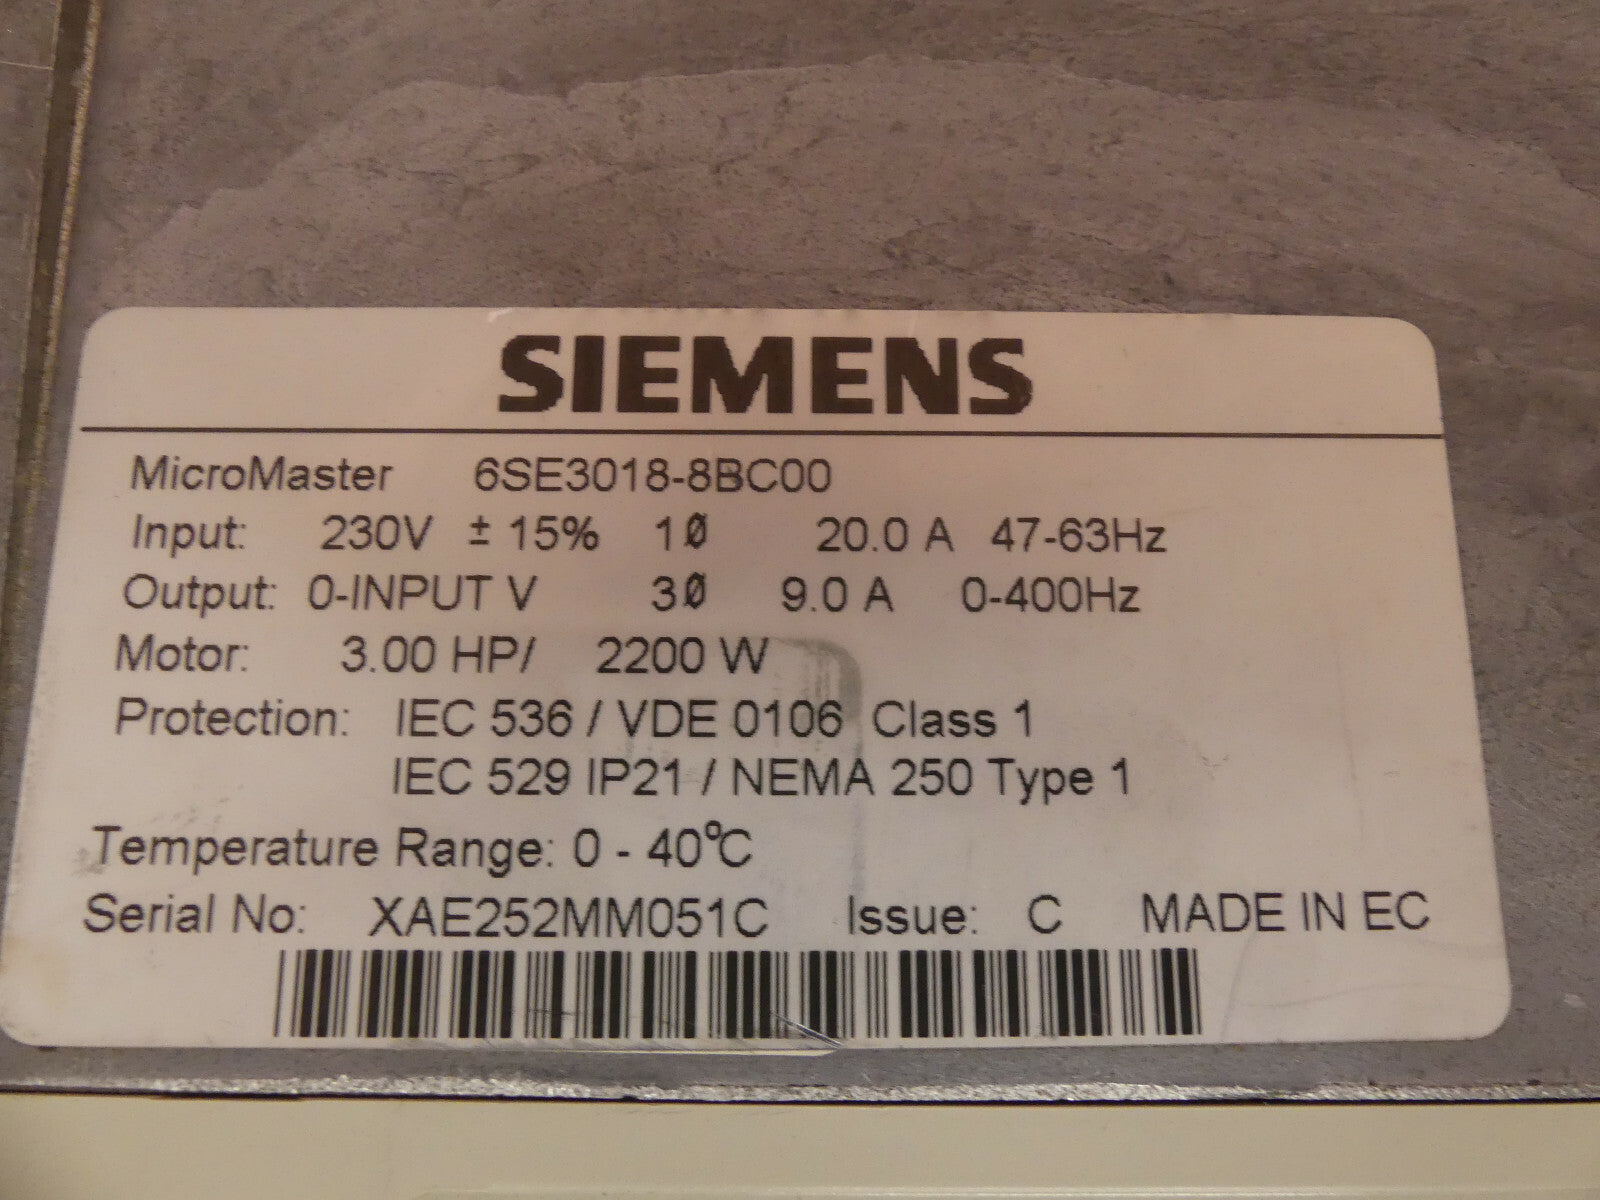 SIEMENS
MicroMaster 6SE3018-8BC00
Input: 230V ± 15% 1Ø 20.0 A 47-63Hz
Output: 0-INPUT V 3Ø 9.0 A 0-400Hz
Motor: 3.00 HP/ 2200 W
Protection: IEC 536 / VDE 0106 Class 1
IEC 529 IP21 / NEMA 250 Type 1
Temperature Range: 0 - 40°C
Serial No: XAE252MM051C Issue: C MADE IN EC